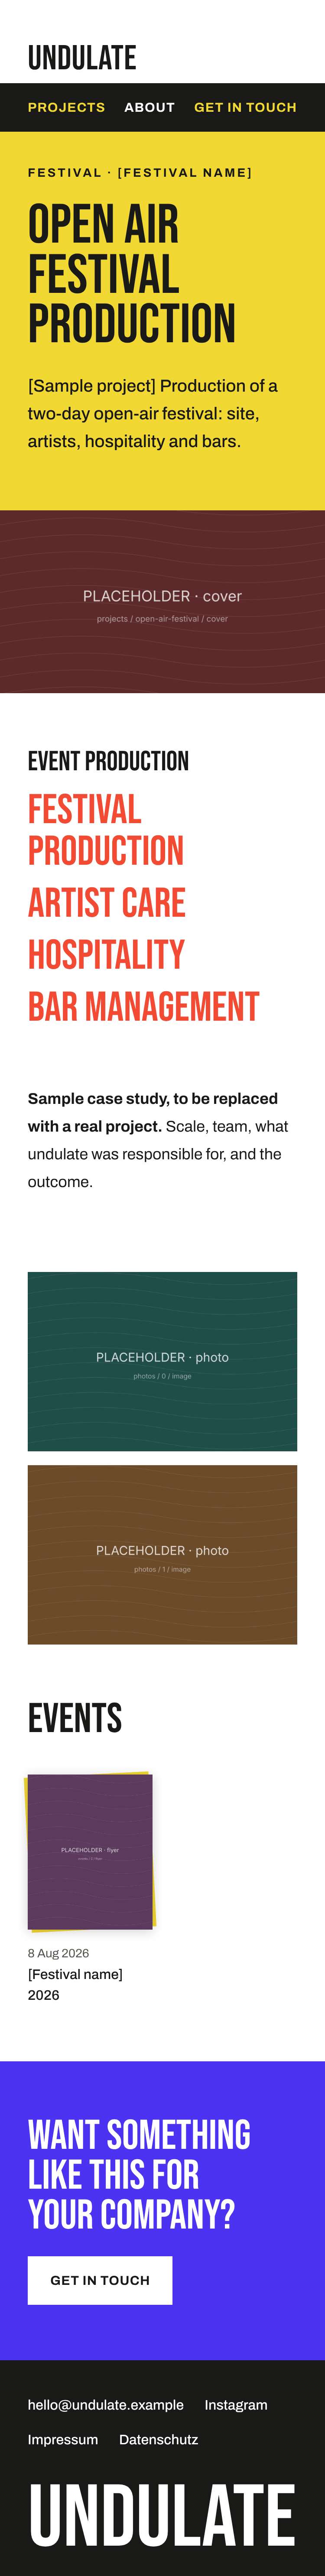 UNDULATE
PROJECTS ABOUT GET IN TOUCH
FESTIVAL · [FESTIVAL NAME]
OPEN AIR
FESTIVAL
PRODUCTION
[Sample project] Production of a
two-day open-air festival: site,
artists, hospitality and bars.
PLACEHOLDER · cover
projects / open-air-festival / cover
EVENT PRODUCTION
FESTIVAL
PRODUCTION
ARTIST CARE
HOSPITALITY
BAR MANAGEMENT
Sample case study, to be replaced
with a real project. Scale, team, what
undulate was responsible for, and the
outcome.
PLACEHOLDER · photo
photos / 0 / image
PLACEHOLDER · photo
photos / 1 / image
EVENTS
PLACEHOLDER · flyer
8 Aug 2026
[Festival name]
2026
WANT SOMETHING
LIKE THIS FOR
YOUR COMPANY?
GET IN TOUCH
hello@undulate.example Instagram
Impressum Datenschutz
UNDULATE